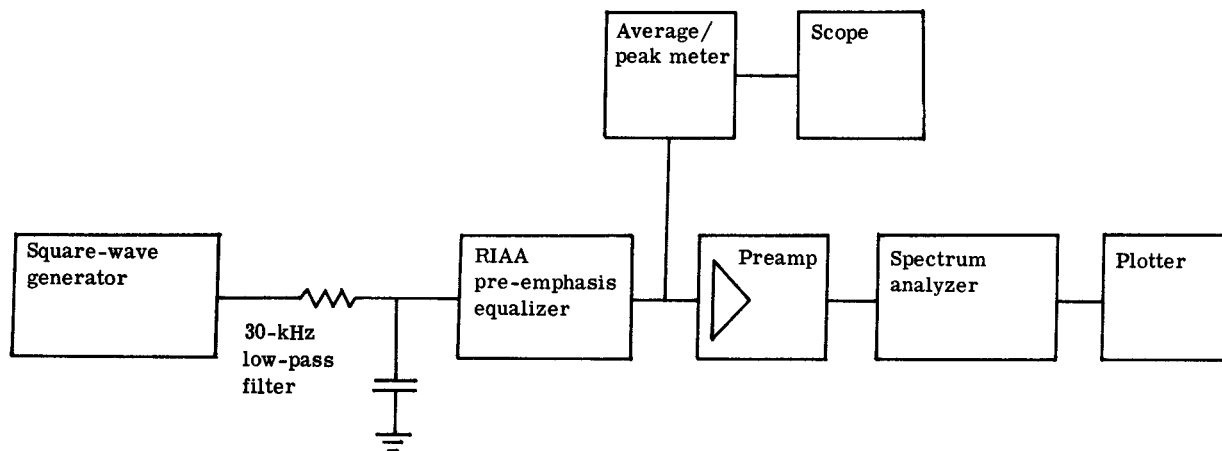 Average/
peak meter
Scope
Square-wave
generator
30-kHz
low-pass
filter
RIAA
pre-emphasis
equalizer
Preamp
Spectrum
analyzer
Plotter